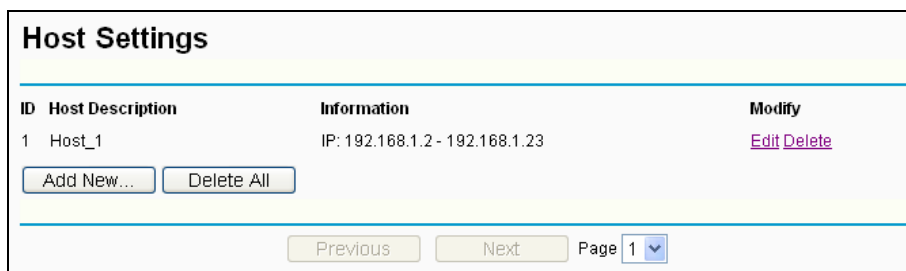 Host Settings
ID Host Description Information Modify
1 Host_1 IP: 192.168.1.2 - 192.168.1.23 Edit Delete
Add New... Delete All
Previous Next Page 1